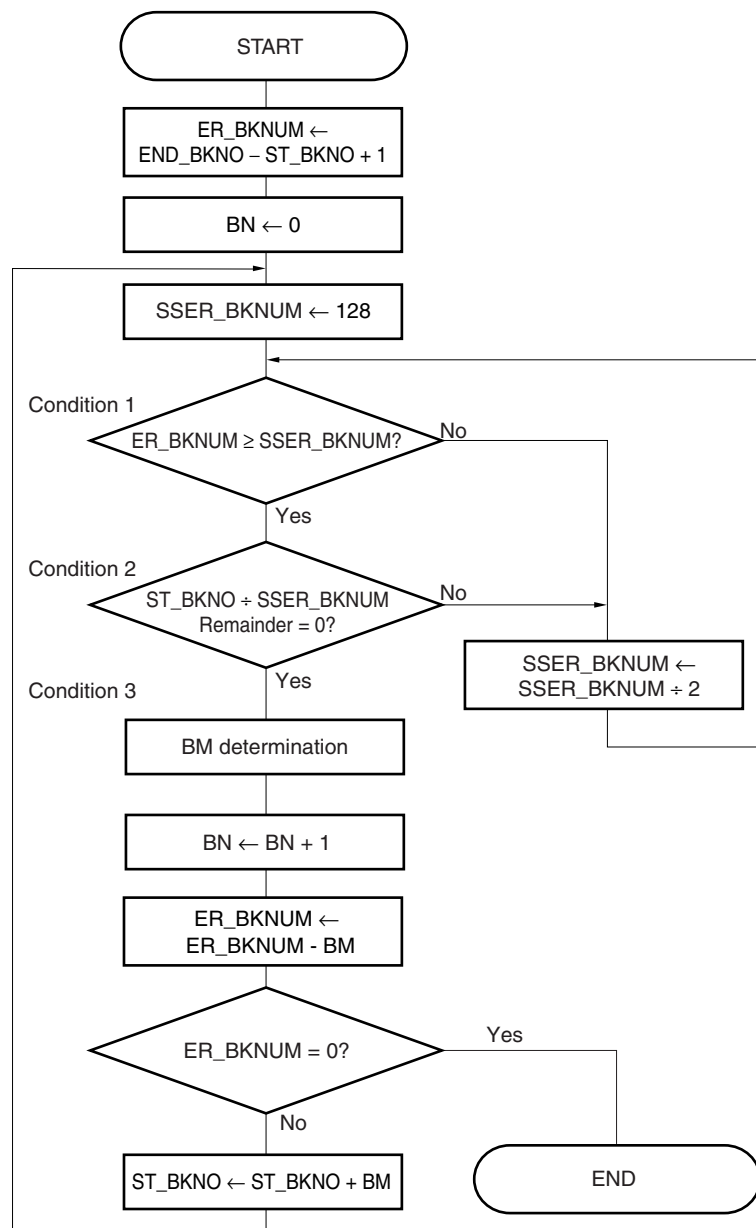 START
ER_BKNUM ←
END_BKNO – ST_BKNO + 1
BN ← 0
SSER_BKNUM ← 128
Condition 1
ER_BKNUM ≥ SSER_BKNUM?
No
Yes
Condition 2
ST_BKNO ÷ SSER_BKNUM
Remainder = 0?
No
Yes
SSER_BKNUM ←
SSER_BKNUM ÷ 2
Condition 3
BM determination
BN ← BN + 1
ER_BKNUM ←
ER_BKNUM - BM
ER_BKNUM = 0?
Yes
No
ST_BKNO ← ST_BKNO + BM
END